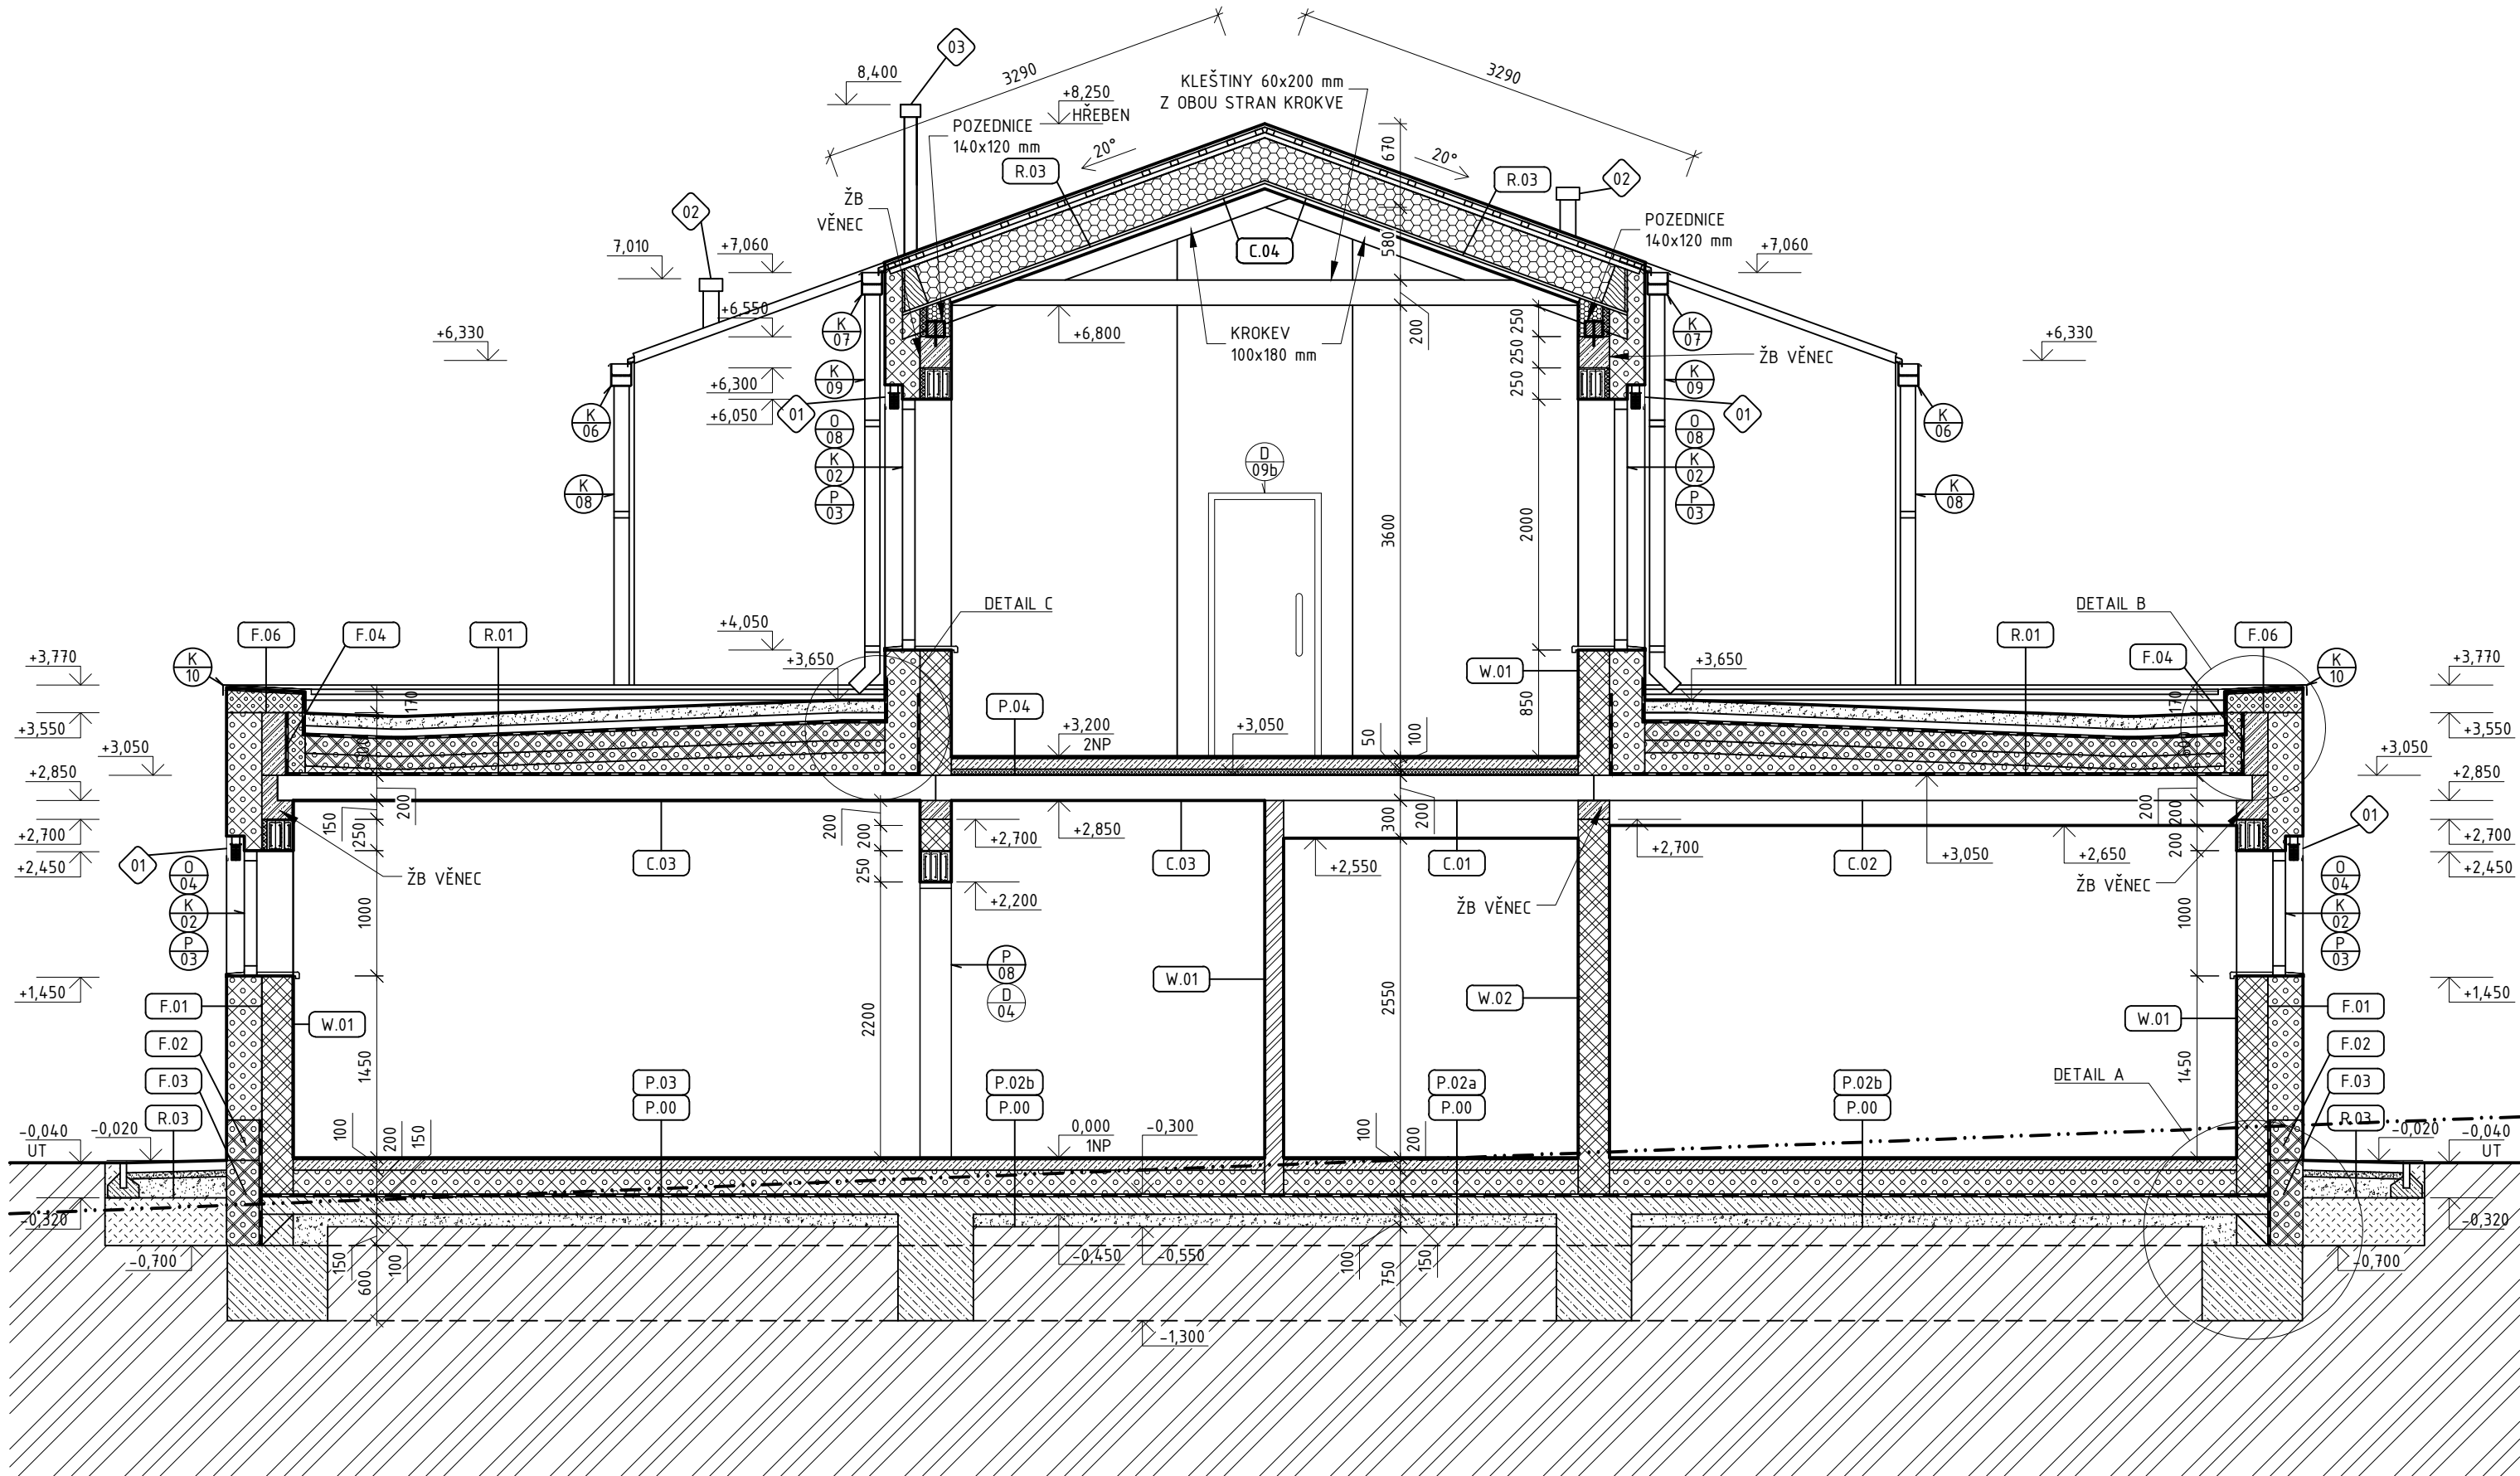 03
3290
3290
8,400
KLEŠTINY 60x200 mm
Z OBOU STRAN KROKVE
+8,250
HŘEBEN
POZEDNICE
140x120 mm
670
20°
20°
R.03
R.03
02
ŽB
VĚNEC
02
POZEDNICE
140x120 mm
C.04
580
7,010
+7,060
+7,060
+6,550
+6,330
K
07
+6,800
KROKEV
100x180 mm
200
250
250
250
K
07
ŽB VĚNEC
+6,330
+6,300
+6,050
K
09
K
09
01
01
K
06
O
08
K
02
P
03
O
08
K
02
P
03
K
06
K
08
D
09b
3600
2000
K
08
DETAIL C
DETAIL B
F.06
F.04
R.01
+4,050
R.01
F.04
F.06
+3,770
K
10
+3,650
W.01
+3,650
K
10
+3,770
170
P.04
850
170
+3,550
+3,050
500
+3,200
2NP
+3,050
50
100
500
+3,050
+3,550
+2,850
+2,850
150
250
200
200
200
250
+2,700
+2,850
300
200
+2,700
200
200
200
+2,700
+2,700
01
01
+2,450
O
04
K
02
P
03
ŽB VĚNEC
C.03
C.03
+2,550
C.01
C.02
+3,050
+2,650
ŽB VĚNEC
+2,450
O
04
K
02
P
03
+2,200
ŽB VĚNEC
1000
1000
P
08
D
04
W.01
W.02
+1,450
+1,450
F.01
W.01
2200
2550
W.01
F.01
F.02
1450
1450
F.02
F.03
P.03
P.00
P.02b
P.00
P.02a
P.00
P.02b
P.00
DETAIL A
F.03
R.03
R.03
-0,040
UT
-0,020
100
200
150
0,000
1NP
-0,300
100
200
-0,020
-0,040
UT
-0,320
-0,320
-0,700
150
600
100
-0,450
-0,550
100
750
150
-0,700
-1,300